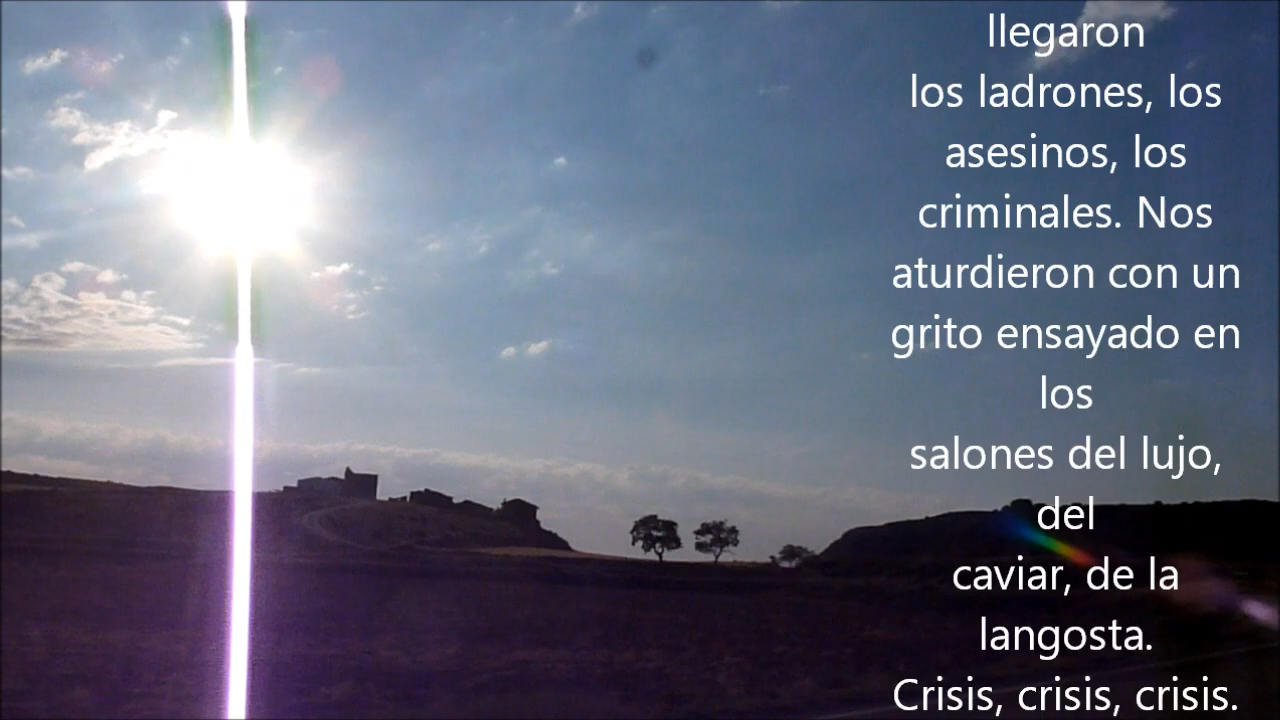 llegaron
los ladrones, los
asesinos, los
criminales. Nos
aturdieron con un
grito ensayado en
los
salones del lujo,
del
caviar, de la
langosta.
Crisis, crisis, crisis.